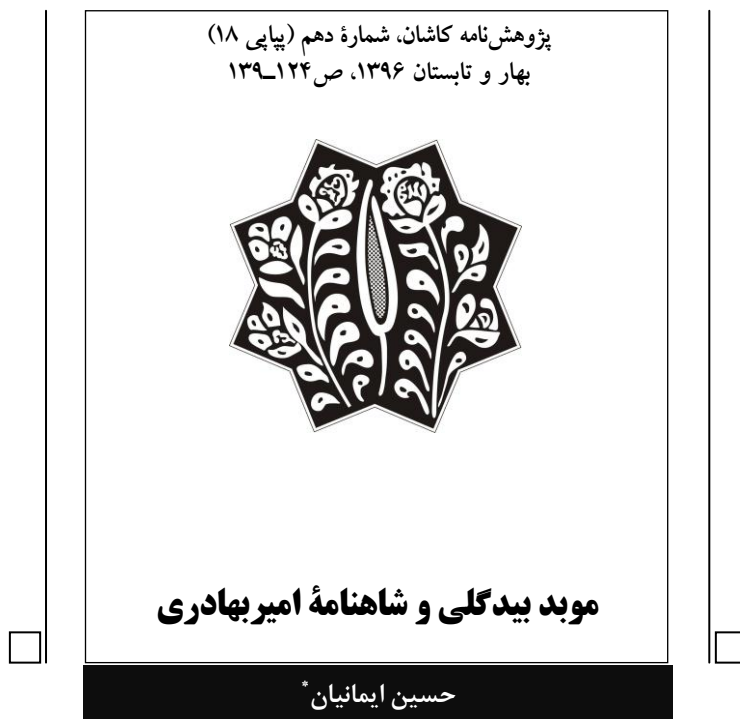 پژوهش‌نامه کاشان، شمارهٔ دهم (پیاپی ۱۸)
بهار و تابستان ۱۳۹۶، ص۱۲۴ـ۱۳۹
موبد بیدگلی و شاهنامهٔ امیربهادری
حسین ایمانیان*